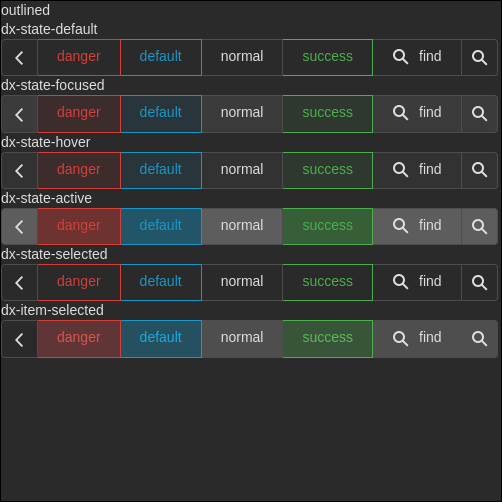 outlined
dx-state-default
danger default normal success find
dx-state-focused
danger default normal success find
dx-state-hover
danger default normal success find
dx-state-active
danger default normal success find
dx-state-selected
danger default normal success find
dx-item-selected
danger default normal success find